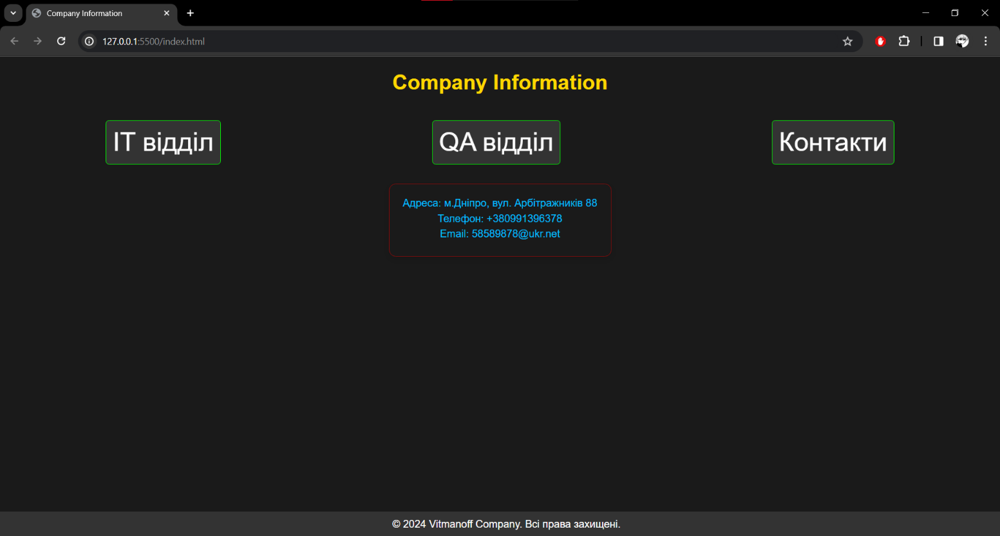 Company Information
127.0.0.1:5500/index.html
Company Information
IT відділ
QA відділ
Контакти
Адреса: м.Дніпро, вул. Арбітражників 88
Телефон: +380991396378
Email: 58589878@ukr.net
© 2024 Vitmanoff Company. Всі права захищені.